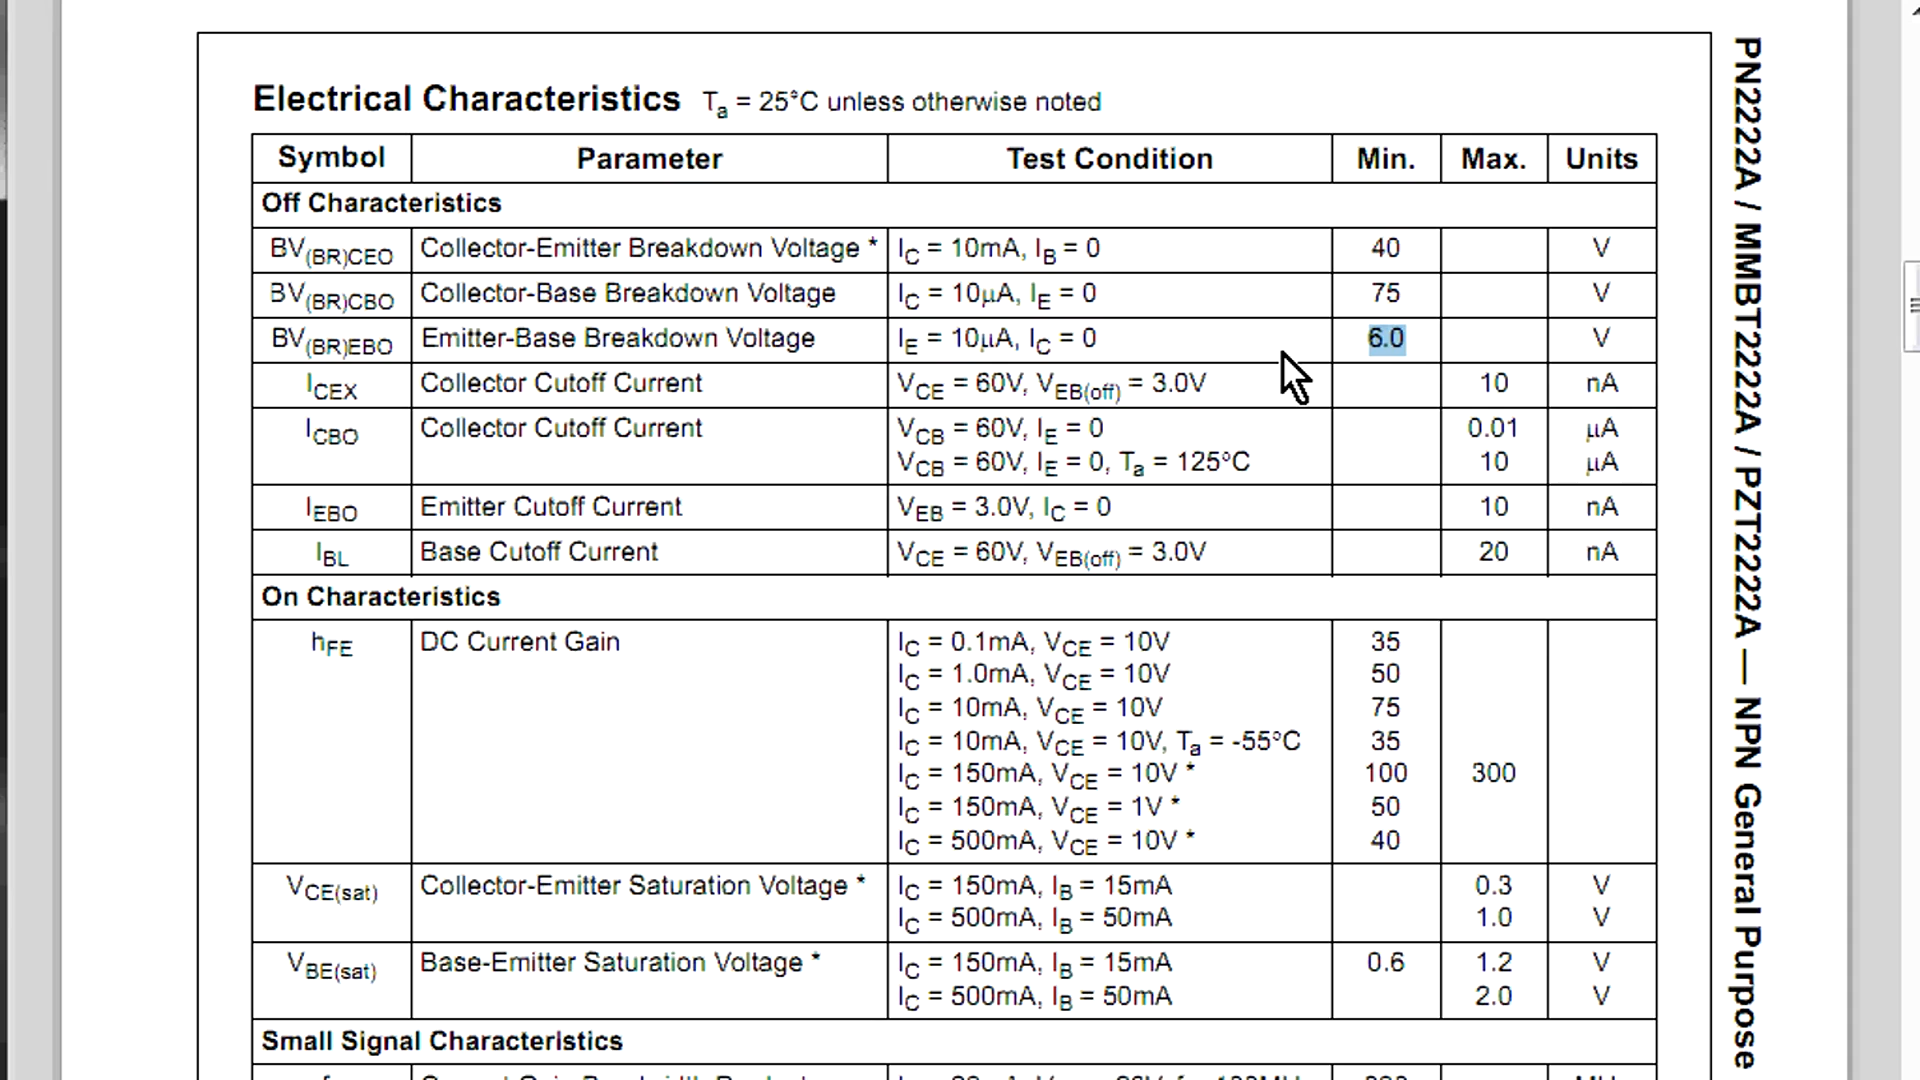 Electrical Characteristics Ta = 25°C unless otherwise noted
Symbol Parameter Test Condition Min. Max. Units
Off Characteristics
BV(BR)CEO Collector-Emitter Breakdown Voltage * IC = 10mA, IB = 0 40 V
BV(BR)CBO Collector-Base Breakdown Voltage IC = 10μA, IE = 0 75 V
BV(BR)EBO Emitter-Base Breakdown Voltage IE = 10μA, IC = 0 6.0 V
ICEX Collector Cutoff Current VCE = 60V, VEB(off) = 3.0V 10 nA
ICBO Collector Cutoff Current VCB = 60V, IE = 0 0.01 μA
VCB = 60V, IE = 0, Ta = 125°C 10 μA
IEBO Emitter Cutoff Current VEB = 3.0V, IC = 0 10 nA
IBL Base Cutoff Current VCE = 60V, VEB(off) = 3.0V 20 nA
On Characteristics
hFE DC Current Gain IC = 0.1mA, VCE = 10V 35
IC = 1.0mA, VCE = 10V 50
IC = 10mA, VCE = 10V 75
IC = 10mA, VCE = 10V, Ta = -55°C 35
IC = 150mA, VCE = 10V * 100 300
IC = 150mA, VCE = 1V * 50
IC = 500mA, VCE = 10V * 40
VCE(sat) Collector-Emitter Saturation Voltage * IC = 150mA, IB = 15mA 0.3 V
IC = 500mA, IB = 50mA 1.0 V
VBE(sat) Base-Emitter Saturation Voltage * IC = 150mA, IB = 15mA 0.6 1.2 V
IC = 500mA, IB = 50mA 2.0 V
Small Signal Characteristics
PN2222A / MMBT2222A / PZT2222A — NPN General Purpose